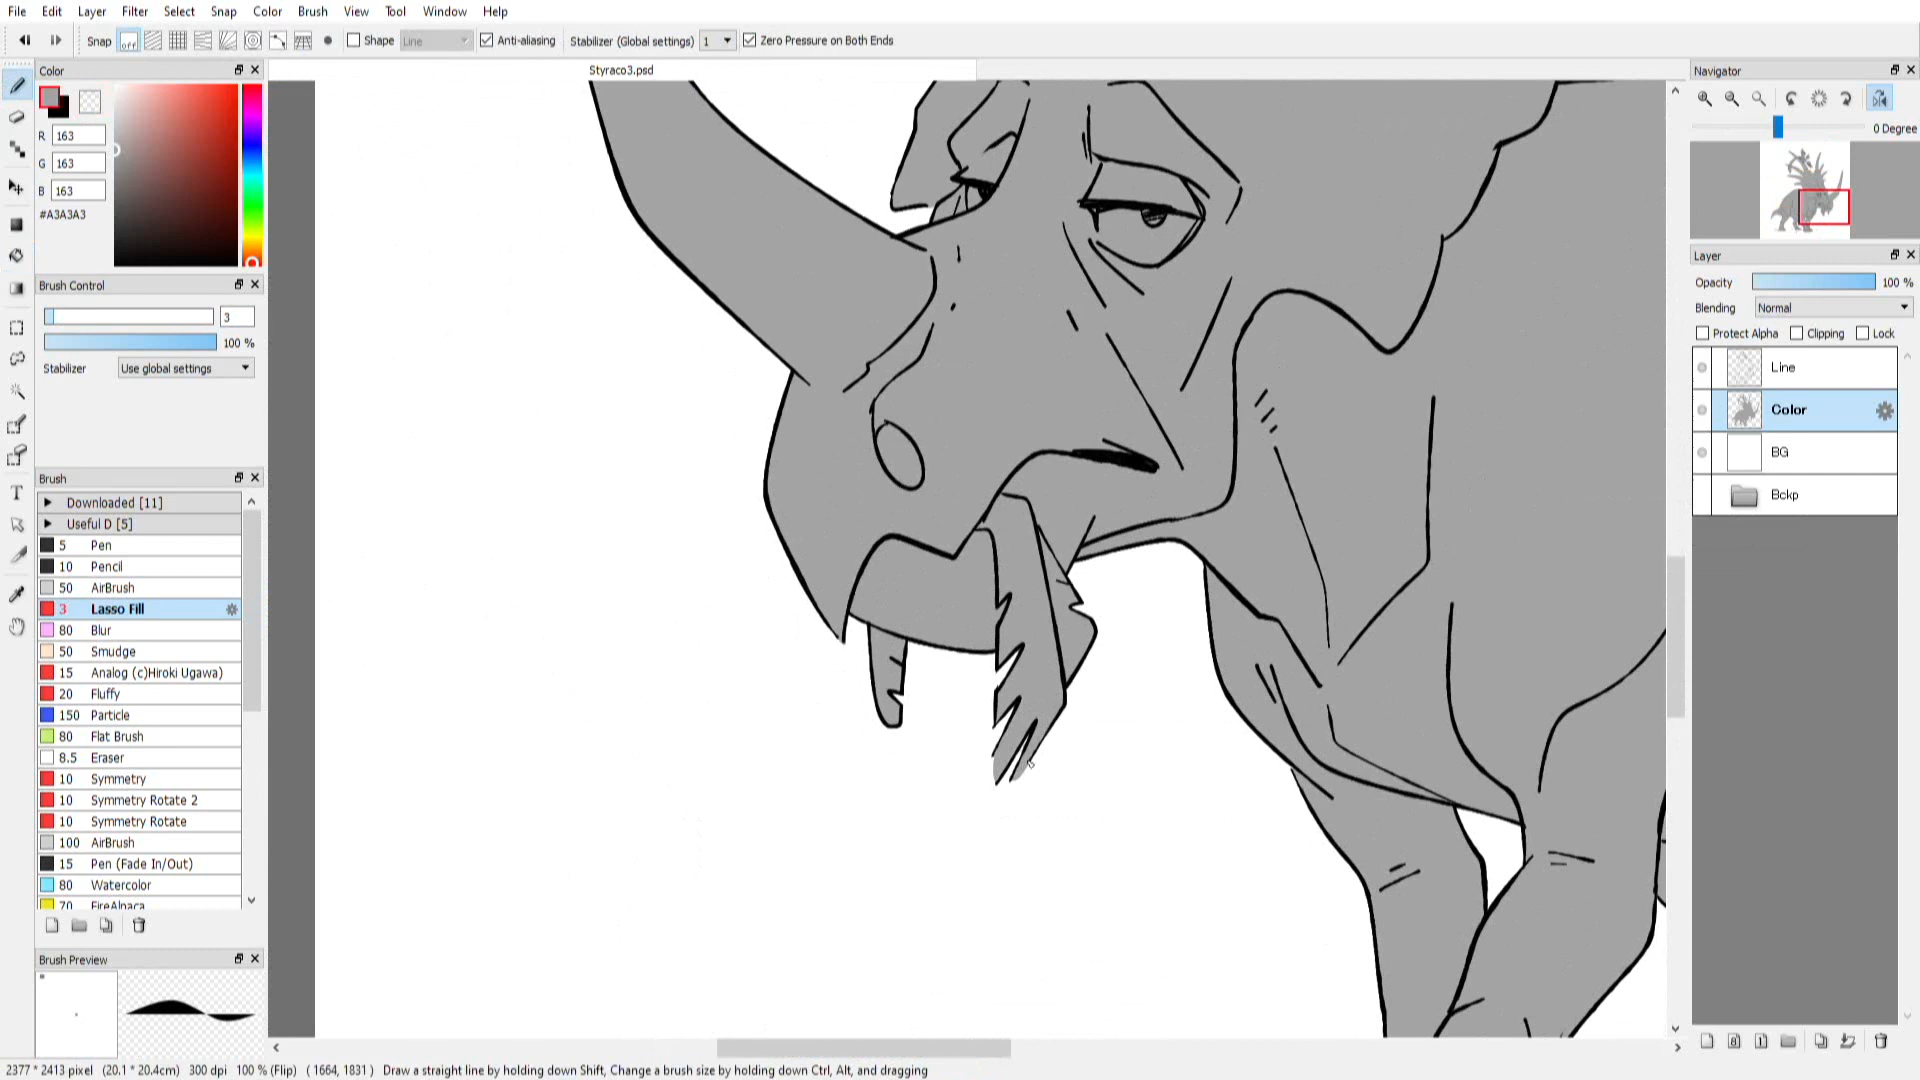 File Edit Layer Filter Select Snap Color Brush View Tool Window Help
Snap off Shape Line Anti-aliasing Stabilizer (Global settings) 1 Zero Pressure on Both Ends
Color
Styraco3.psd
R 163
G 163
B 163
#A3A3A3
Brush Control
3
100 %
Stabilizer Use global settings
Brush
Downloaded [11]
Useful D [5]
5 Pen
10 Pencil
50 AirBrush
3 Lasso Fill
80 Blur
50 Smudge
15 Analog (c)Hiroki Ugawa)
20 Fluffy
150 Particle
80 Flat Brush
8.5 Eraser
10 Symmetry
10 Symmetry Rotate 2
10 Symmetry Rotate
100 AirBrush
15 Pen (Fade In/Out)
80 Watercolor
70 FireAlpaca
Brush Preview
Navigator
0 Degree
Layer
Opacity 100 %
Blending Normal
Protect Alpha Clipping Lock
Line
Color
BG
Bckp
2377 * 2413 pixel (20.1 * 20.4cm) 300 dpi 100 % (Flip) ( 1664, 1831 ) Draw a straight line by holding down Shift, Change a brush size by holding down Ctrl, Alt, and dragging